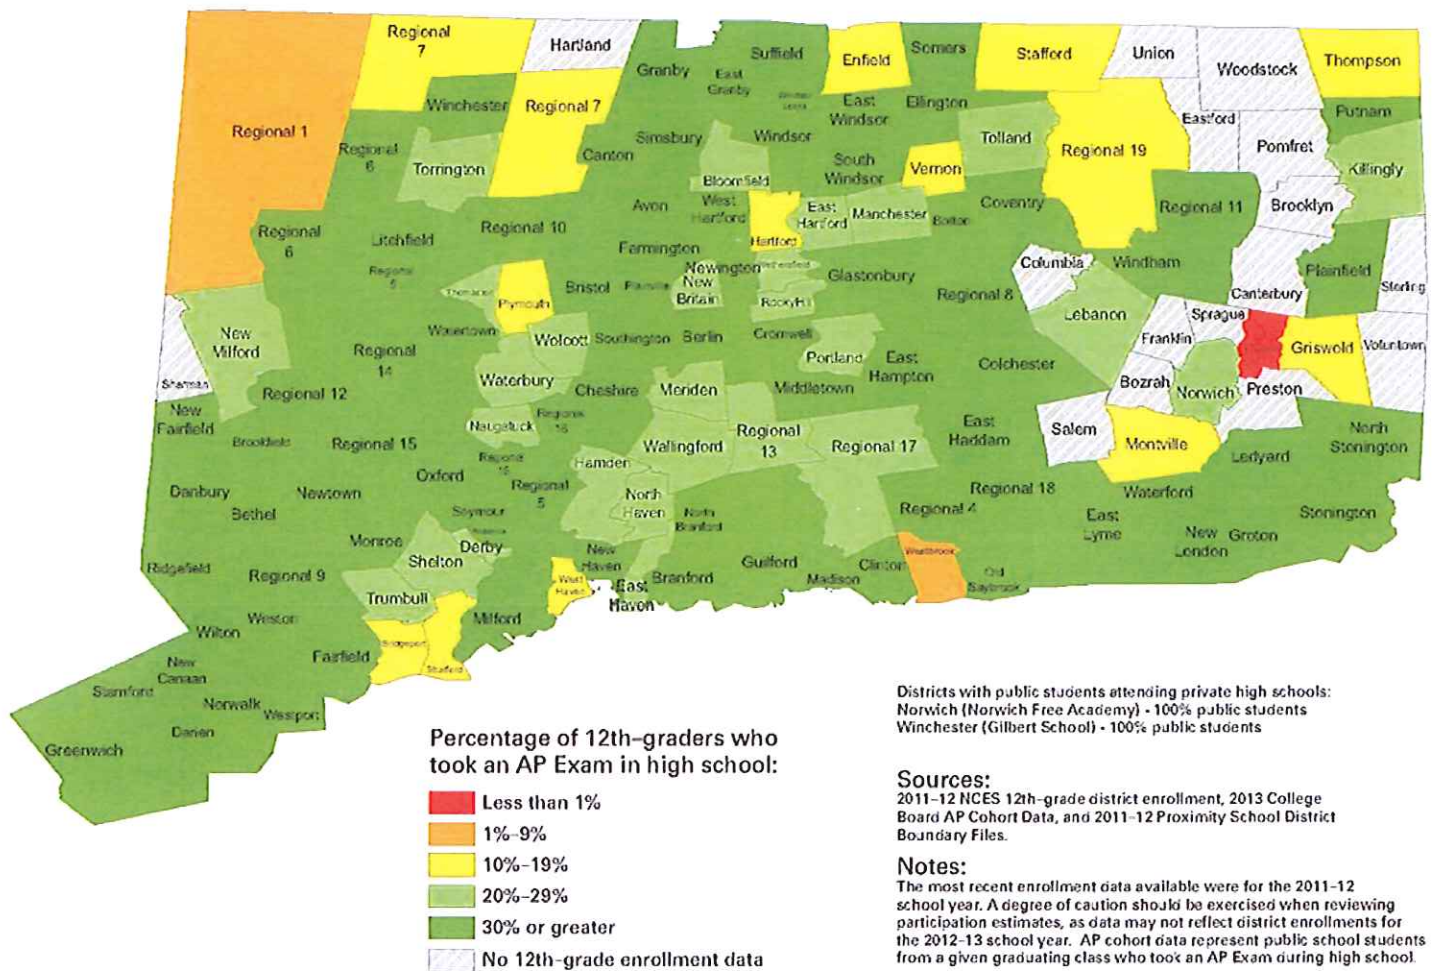 Regional
7
Hartland
Suffield
Enfield
Somers
Stafford
Union
Woodstock
Thompson
Granby
East
Granby
Winchester
Regional 7
East
Windsor
Ellington
Putnam
Regional 1
Eastford
Simsbury
Windsor
Tolland
Pomfret
Regional
6
Canton
Regional 19
Torrington
South
Windsor
Vernon
Killingly
Bloomfield
Avon
West
Hartford
East
Hartford
Manchester
Bolton
Coventry
Regional 11
Brooklyn
Regional
6
Litchfield
Regional 10
Hartford
Farmington
Columbia
Windham
Regional
6
Newington
Wethersfield
Glastonbury
Plainfield
Thomaston
Plymouth
Bristol
Plainville
New
Britain
Rocky Hill
Regional 8
Canterbury
Sterling
Lebanon
Sprague
New
Milford
Watertown
Wolcott
Southington
Berlin
Cromwell
Franklin
Griswold
Voluntown
Regional
14
Portland
East
Hampton
Colchester
Sherman
Waterbury
Cheshire
Meriden
Middletown
Bozrah
Norwich
Preston
Regional 12
New
Fairfield
Brookfield
Regional 15
Naugatuck
Regional
16
Wallingford
Regional
13
Regional 17
East
Haddam
Salem
Montville
North
Stonington
Ledyard
Oxford
Regional
16
Hamden
Danbury
Newtown
Regional
5
North
Haven
Regional 18
Waterford
Bethel
Seymour
North
Branford
Regional 4
East
Lyme
Stonington
Monroe
Derby
New
London
Groton
Ridgefield
Regional 9
Shelton
New
Haven
Guilford
Clinton
Westbrook
Old
Saybrook
Trumbull
West
Haven
East
Haven
Branford
Madison
Weston
Wilton
Milford
Bridgeport
Stratford
Fairfield
New
Canaan
Stamford
Norwalk
Westport
Darien
Greenwich
Districts with public students attending private high schools:
Norwich (Norwich Free Academy) - 100% public students
Winchester (Gilbert School) - 100% public students
Percentage of 12th-graders who
took an AP Exam in high school:
Less than 1%
1%-9%
10%-19%
20%-29%
30% or greater
No 12th-grade enrollment data
Sources:
2011-12 NCES 12th-grade district enrollment, 2013 College
Board AP Cohort Data, and 2011-12 Proximity School District
Boundary Files.
Notes:
The most recent enrollment data available were for the 2011-12
school year. A degree of caution should be exercised when reviewing
participation estimates, as data may not reflect district enrollments for
the 2012-13 school year. AP cohort data represent public school students
from a given graduating class who took an AP Exam during high school.